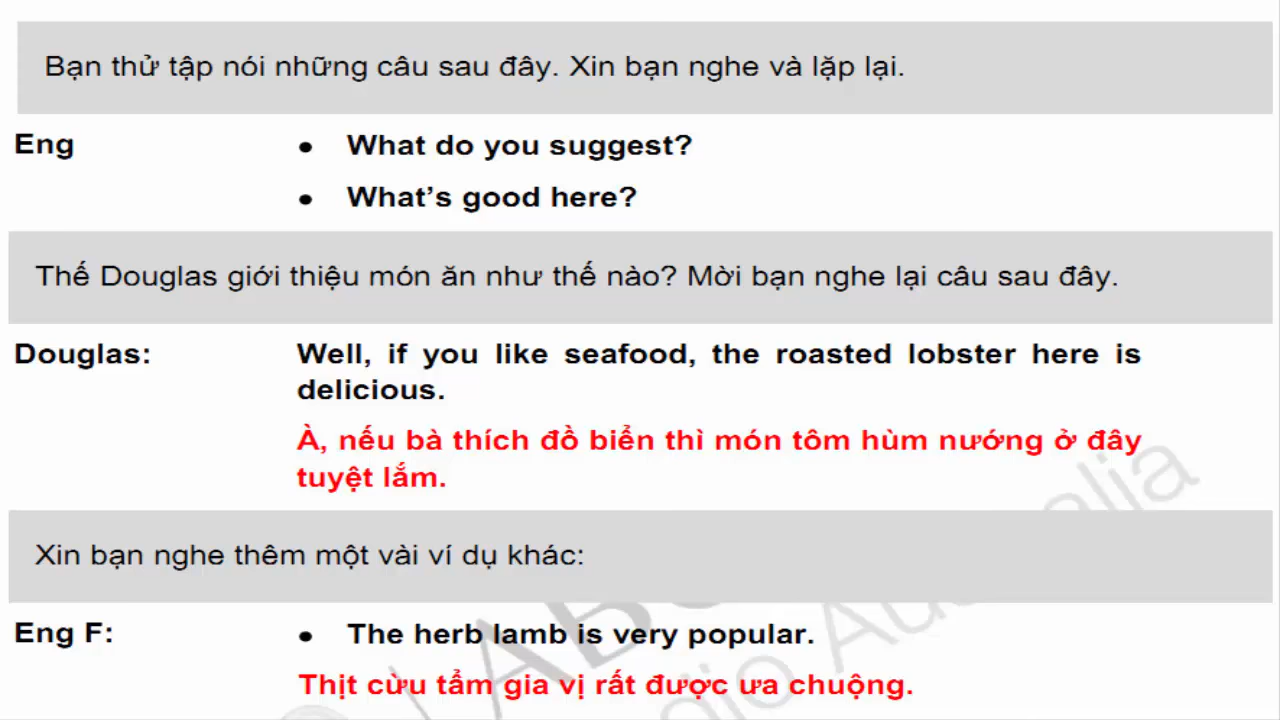 Bạn thử tập nói những câu sau đây. Xin bạn nghe và lặp lại.
Eng • What do you suggest?
• What's good here?
Thế Douglas giới thiệu món ăn như thế nào? Mời bạn nghe lại câu sau đây.
Douglas: Well, if you like seafood, the roasted lobster here is
delicious.
À, nếu bà thích đồ biển thì món tôm hùm nướng ở đây
tuyệt lắm.
Xin bạn nghe thêm một vài ví dụ khác:
Eng F: • The herb lamb is very popular.
Thịt cừu tẩm gia vị rất được ưa chuộng.